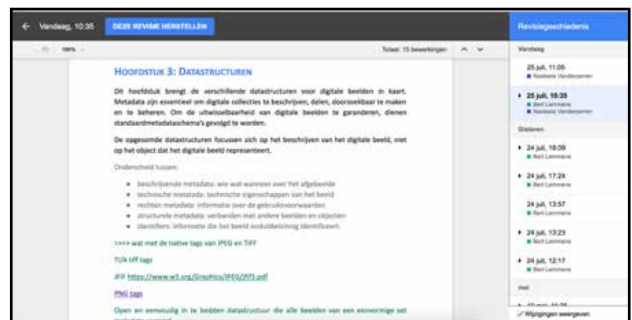 ← Vandaag, 10:35 DEZE REVISIE HERSTELLEN
Revisiegeschiedenis
100%
Totaal: 15 bewerkingen
Vandaag
25 juli, 11:05
Nastasia Vanderperren
25 juli, 10:35
Bert Lemmens
Nastasia Vanderperren
Gisteren
24 juli, 18:09
Bert Lemmens
24 juli, 17:24
Bert Lemmens
24 juli, 13:57
Bert Lemmens
24 juli, 13:23
Bert Lemmens
24 juli, 12:17
Bert Lemmens
mei
Wijzigingen weergeven
HOOFDSTUK 3: DATASTRUCTUREN
Dit hoofdstuk brengt de verschillende datastructuren voor digitale beelden in kaart.
Metadata zijn essentieel om digitale collecties te beschrijven, delen, doorzoekbaar te maken
en te beheren. Om de uitwisselbaarheid van digitale beelden te garanderen, dienen
standaardmetadataschema's gevolgd te worden.
De opgesomde datastructuren focussen zich op het beschrijven van het digitale beeld, niet
op het object dat het digitale beeld representeert.
Onderscheid tussen:
beschrijvende metadata: wie wat wanneer over het afgebeelde
technische metadata: technische eigenschappen van het beeld
rechten metadata: informatie over de gebruiksvoorwaarden
structurele metadata: verbanden met andere beelden en objecten
identifiers: informatie die het beeld ondubbelzinnig identificeert.
>>>> wat met de native tags van JPEG en TIFF
TIFF tags
JFIF https://www.w3.org/Graphics/JPEG/jfif3.pdf
PNG tags
Open en eenvoudig in te bedden datastructuur die alle beelden van een eenvormige set